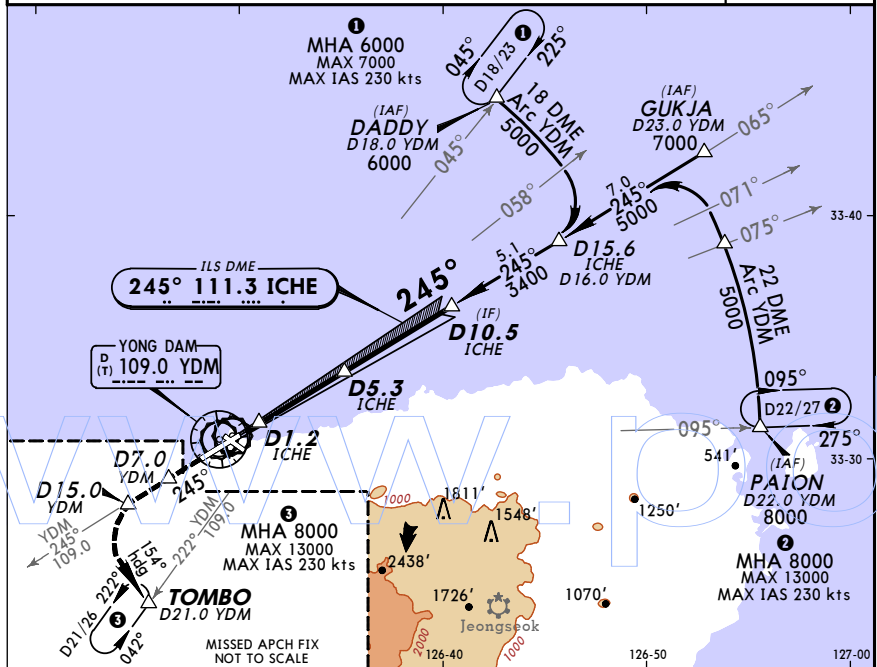 1
MHA 6000
MAX 7000
MAX IAS 230 kts
045°
D18/23 1
225°
(IAF)
DADDY
D18.0 YDM
6000
18 DME
Arc YDM
5000
(IAF)
GUKJA
D23.0 YDM
7000
065°
045°
058°
071°
075°
7.0
245°
5000
33-40
D15.6
ICHE
D16.0 YDM
5.1
245°
3400
22 DME
Arc YDM
5000
ILS DME
245° 111.3 ICHE
245°
(IF)
D10.5
ICHE
YONG DAM
D
(T) 109.0 YDM
D5.3
ICHE
D1.2
ICHE
095°
D22/27 2
275°
095°
(IAF)
PAION
D22.0 YDM
8000
33-30
www.po
D7.0
YDM
D15.0
YDM
245°
YDM
245°
109.0
YDM
222° 109.0
3
MHA 8000
MAX 13000
MAX IAS 230 kts
154°
hdg
222°
D21/26 3
042°
TOMBO
D21.0 YDM
MISSED APCH FIX
NOT TO SCALE
1000
1811'
1548'
2438'
1726'
Jeongseok
2000
1000
541'
1250'
1070'
2
MHA 8000
MAX 13000
MAX IAS 230 kts
126-40
126-50
127-00